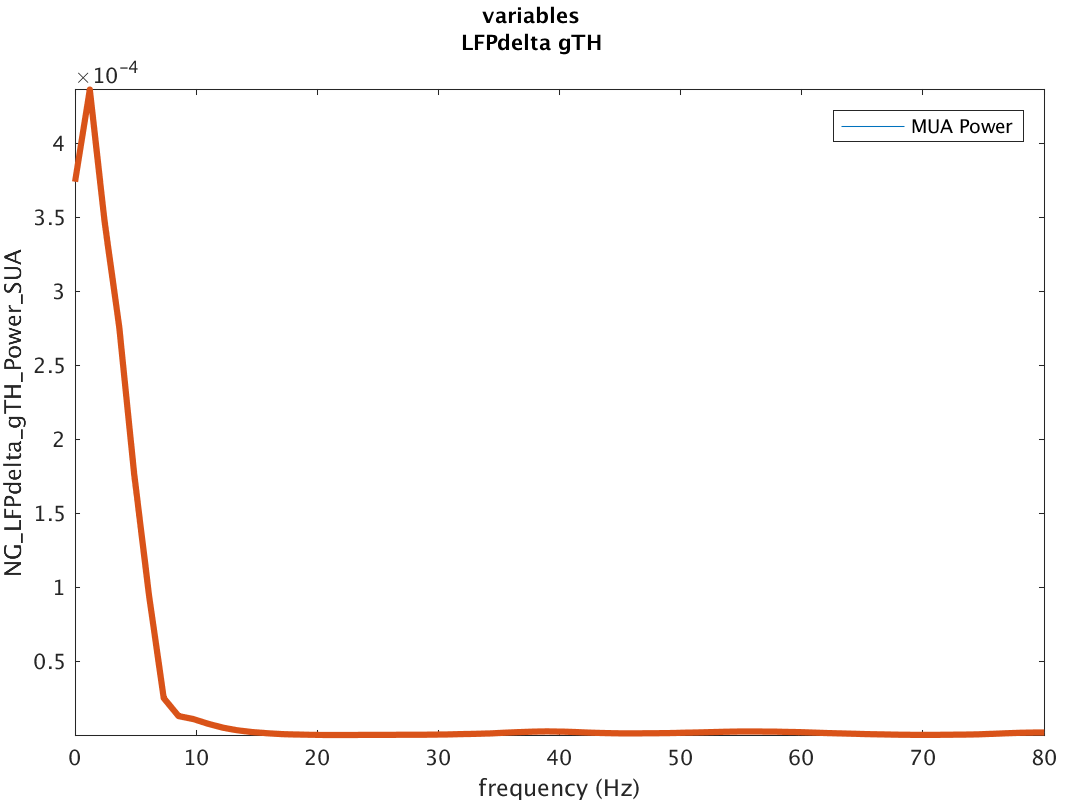 variables
LFPdelta gTH
×10⁻⁴
MUA Power
4
3.5
3
2.5
2
1.5
1
0.5
NG_LFPdelta_gTH_Power_SUA
0 10 20 30 40 50 60 70 80
frequency (Hz)